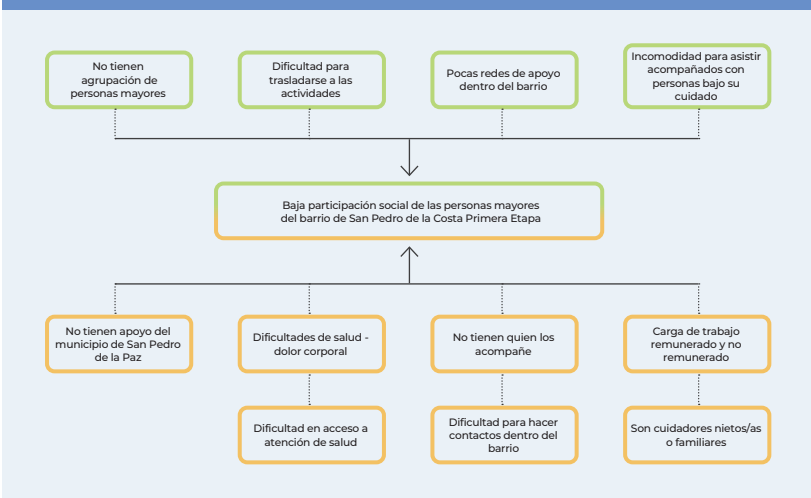 No tienen
agrupación de
personas mayores
Dificultad para
trasladarse a las
actividades
Pocas redes de apoyo
dentro del barrio
Incomodidad para asistir
acompañados con
personas bajo su
cuidado
Baja participación social de las personas mayores
del barrio de San Pedro de la Costa Primera Etapa
No tienen apoyo del
municipio de San Pedro
de la Paz
Dificultades de salud -
dolor corporal
No tienen quien los
acompañe
Carga de trabajo
remunerado y no
remunerado
Dificultad en acceso a
atención de salud
Dificultad para hacer
contactos dentro del
barrio
Son cuidadores nietos/as
o familiares